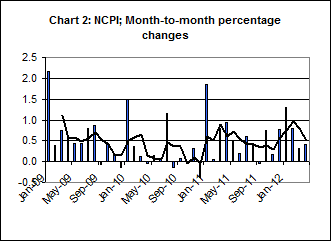 Chart 2: NCPI; Month-to-month percentage
changes
2.5
2.0
1.5
1.0
0.5
0.0
-0.5
Jan-09
May-09
Sep-09
Jan-10
May-10
Sep-10
Jan-11
May-11
Sep-11
Jan-12